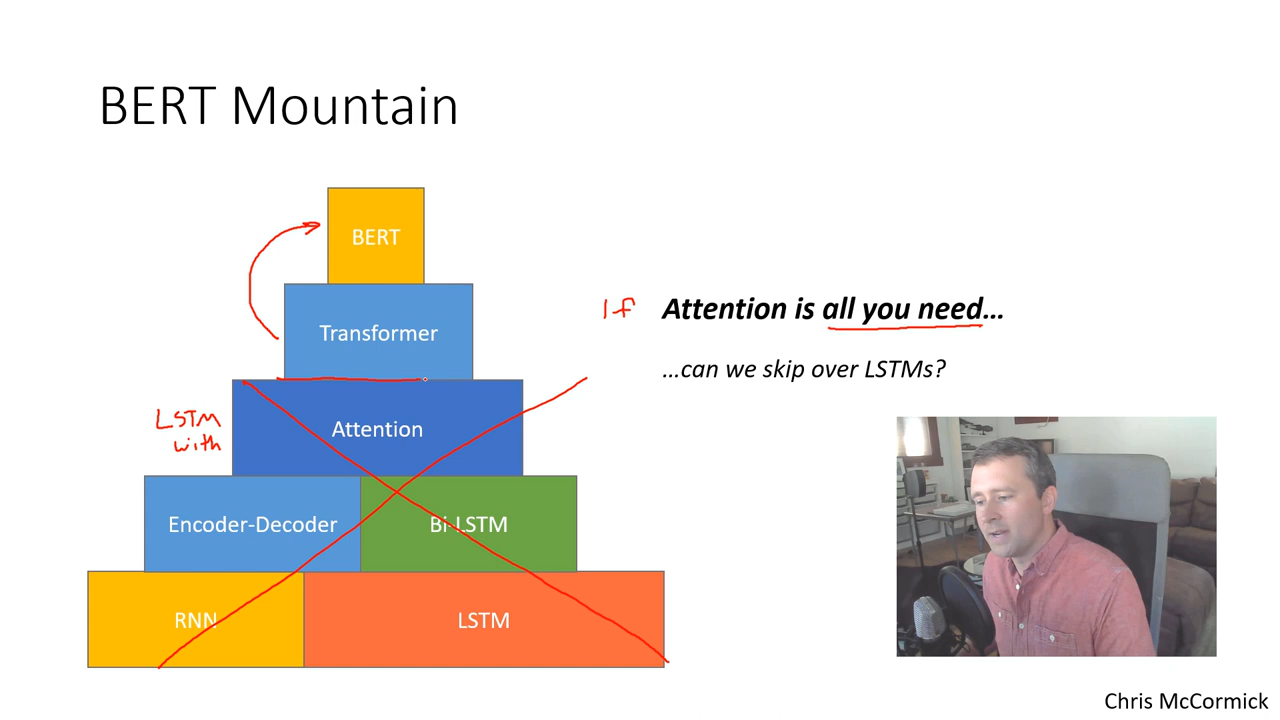 BERT Mountain
BERT
Transformer
If Attention is all you need...
...can we skip over LSTMs?
LSTM
with
Attention
Encoder-Decoder
Bi-LSTM
RNN
LSTM
Chris McCormick